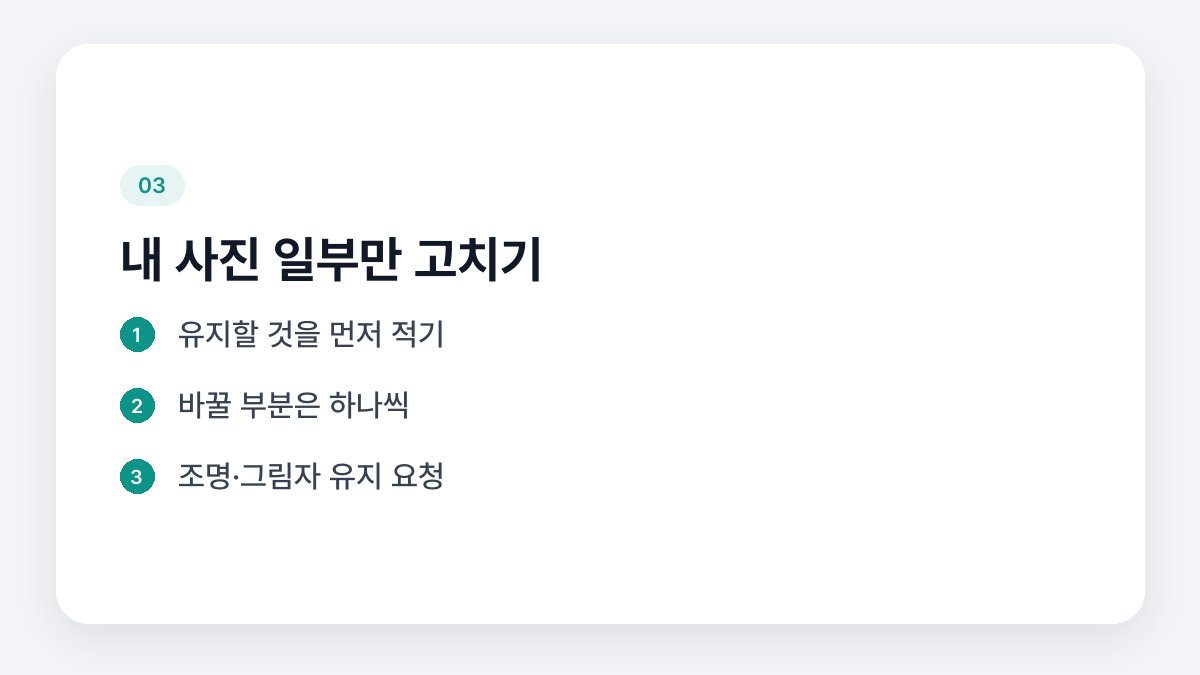 03
내 사진 일부만 고치기
1 유지할 것을 먼저 적기
2 바꿀 부분은 하나씩
3 조명·그림자 유지 요청